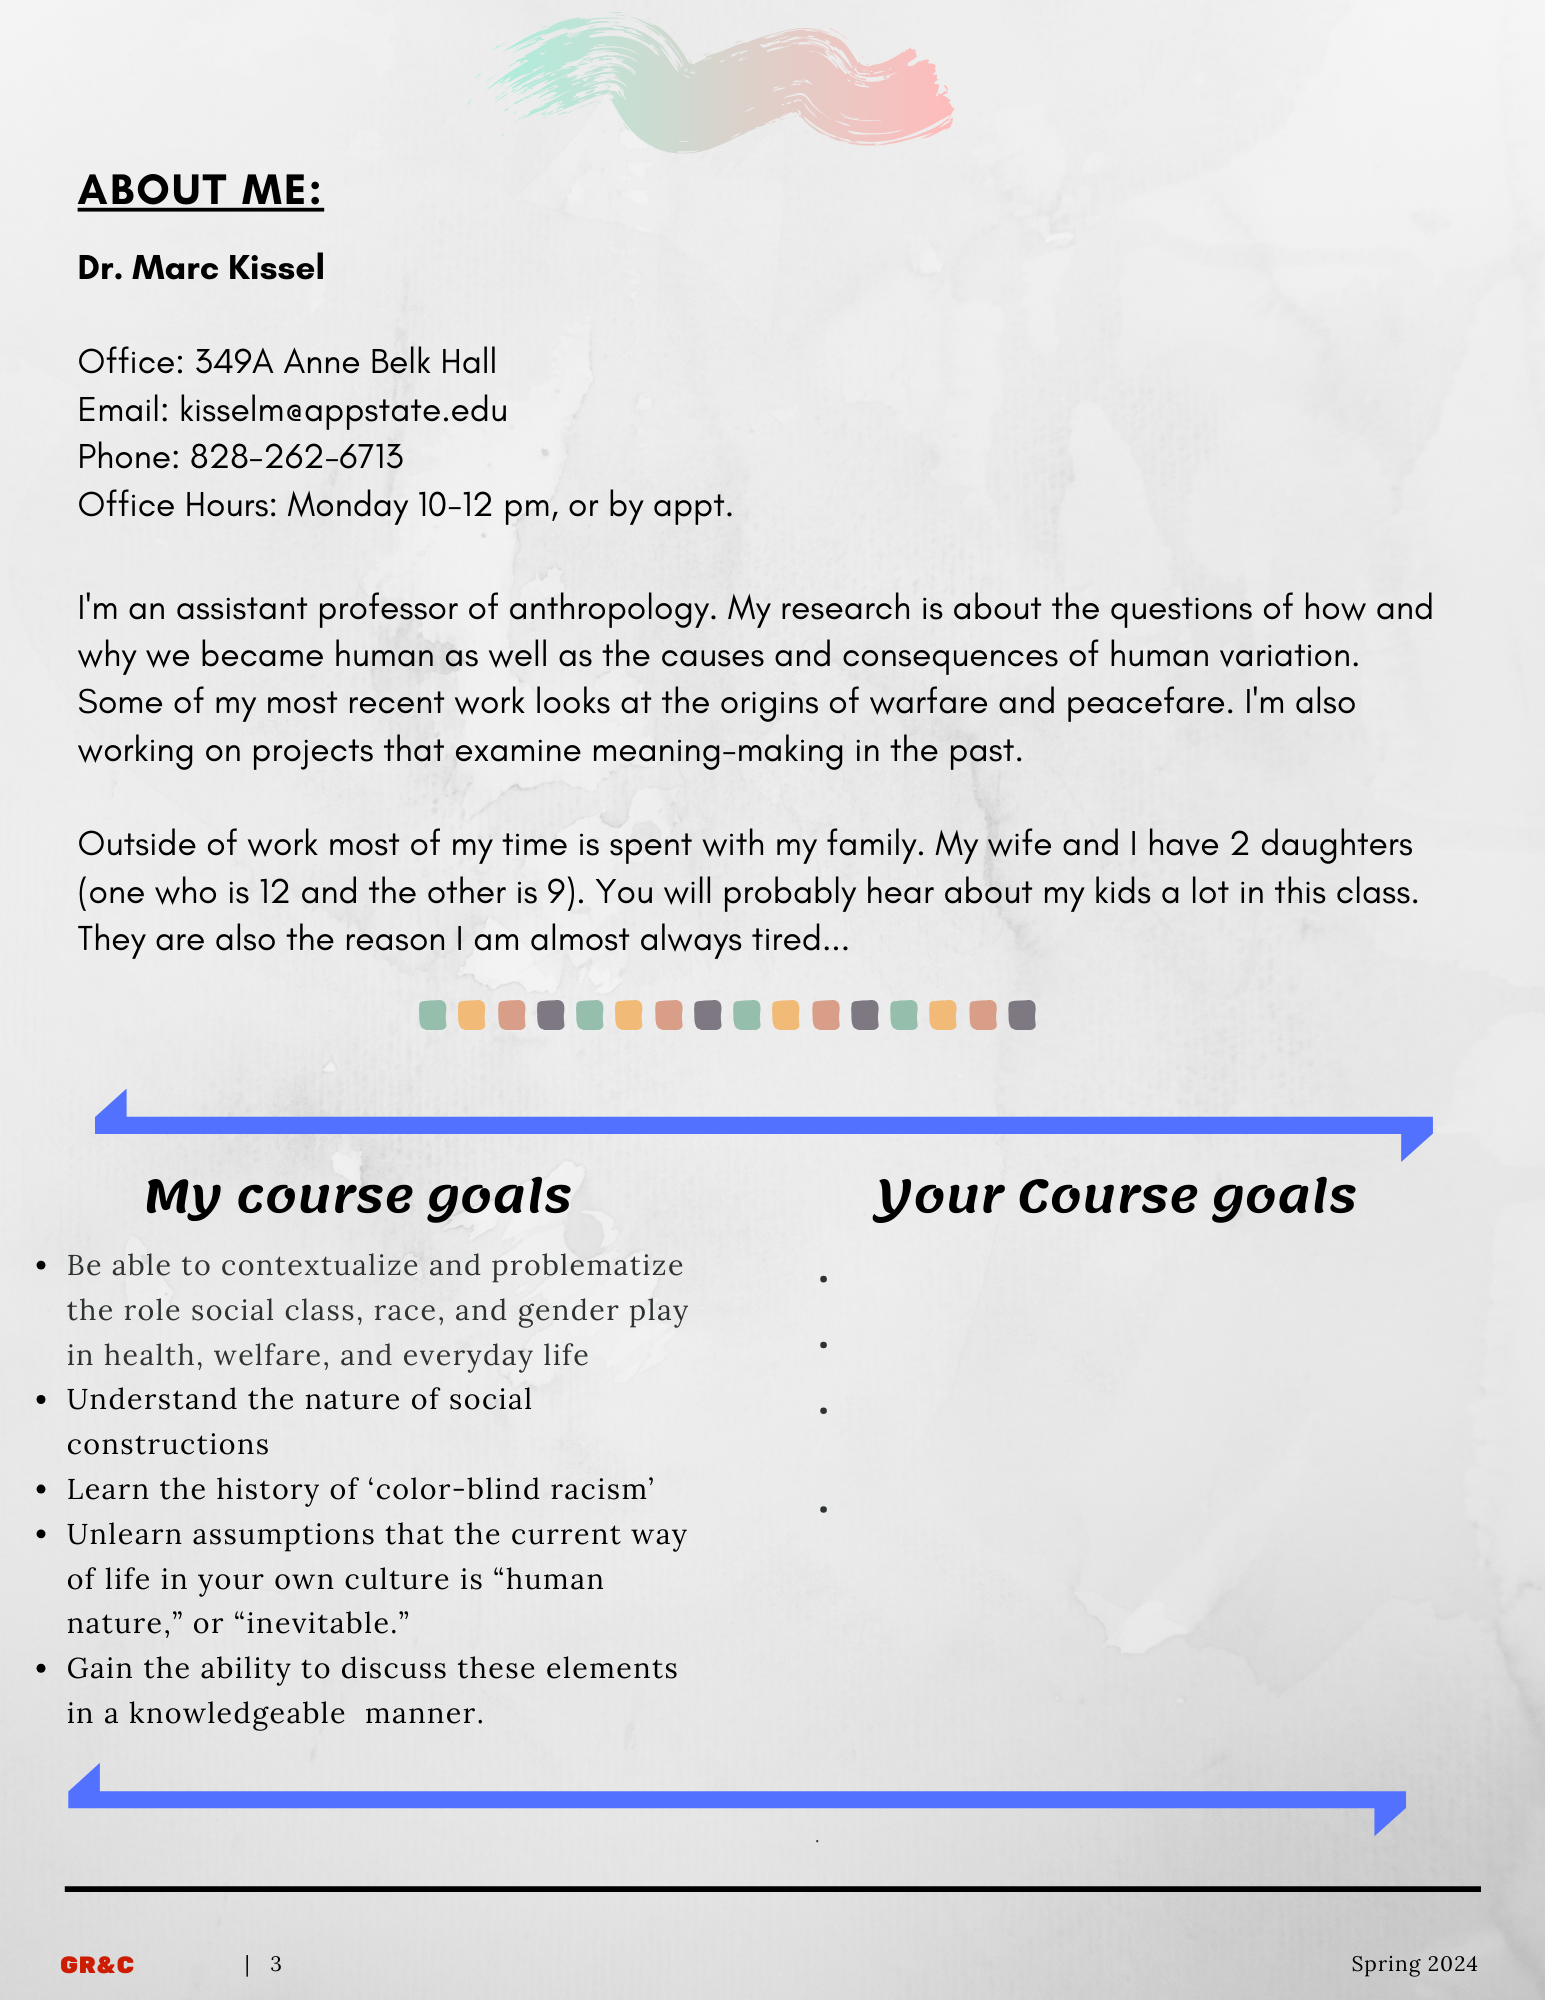 ABOUT ME:
Dr. Marc Kissel
Office: 349A Anne Belk Hall
Email: kisselm@appstate.edu
Phone: 828-262-6713
Office Hours: Monday 10-12 pm, or by appt.
I'm an assistant professor of anthropology. My research is about the questions of how and
why we became human as well as the causes and consequences of human variation.
Some of my most recent work looks at the origins of warfare and peacefare. I'm also
working on projects that examine meaning-making in the past.
Outside of work most of my time is spent with my family. My wife and I have 2 daughters
(one who is 12 and the other is 9). You will probably hear about my kids a lot in this class.
They are also the reason I am almost always tired...
My course goals
• Be able to contextualize and problematize
the role social class, race, and gender play
in health, welfare, and everyday life
• Understand the nature of social
constructions
• Learn the history of ‘color-blind racism’
• Unlearn assumptions that the current way
of life in your own culture is “human
nature,” or “inevitable.”
• Gain the ability to discuss these elements
in a knowledgeable  manner.
Your Course goals
•
•
•
•
.
GR&C | 3
Spring 2024